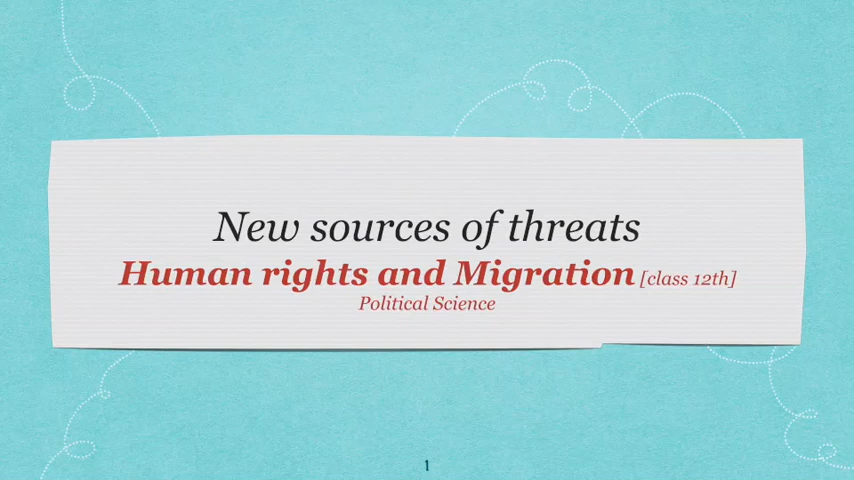 New sources of threats
Human rights and Migration [class 12th]
Political Science
1